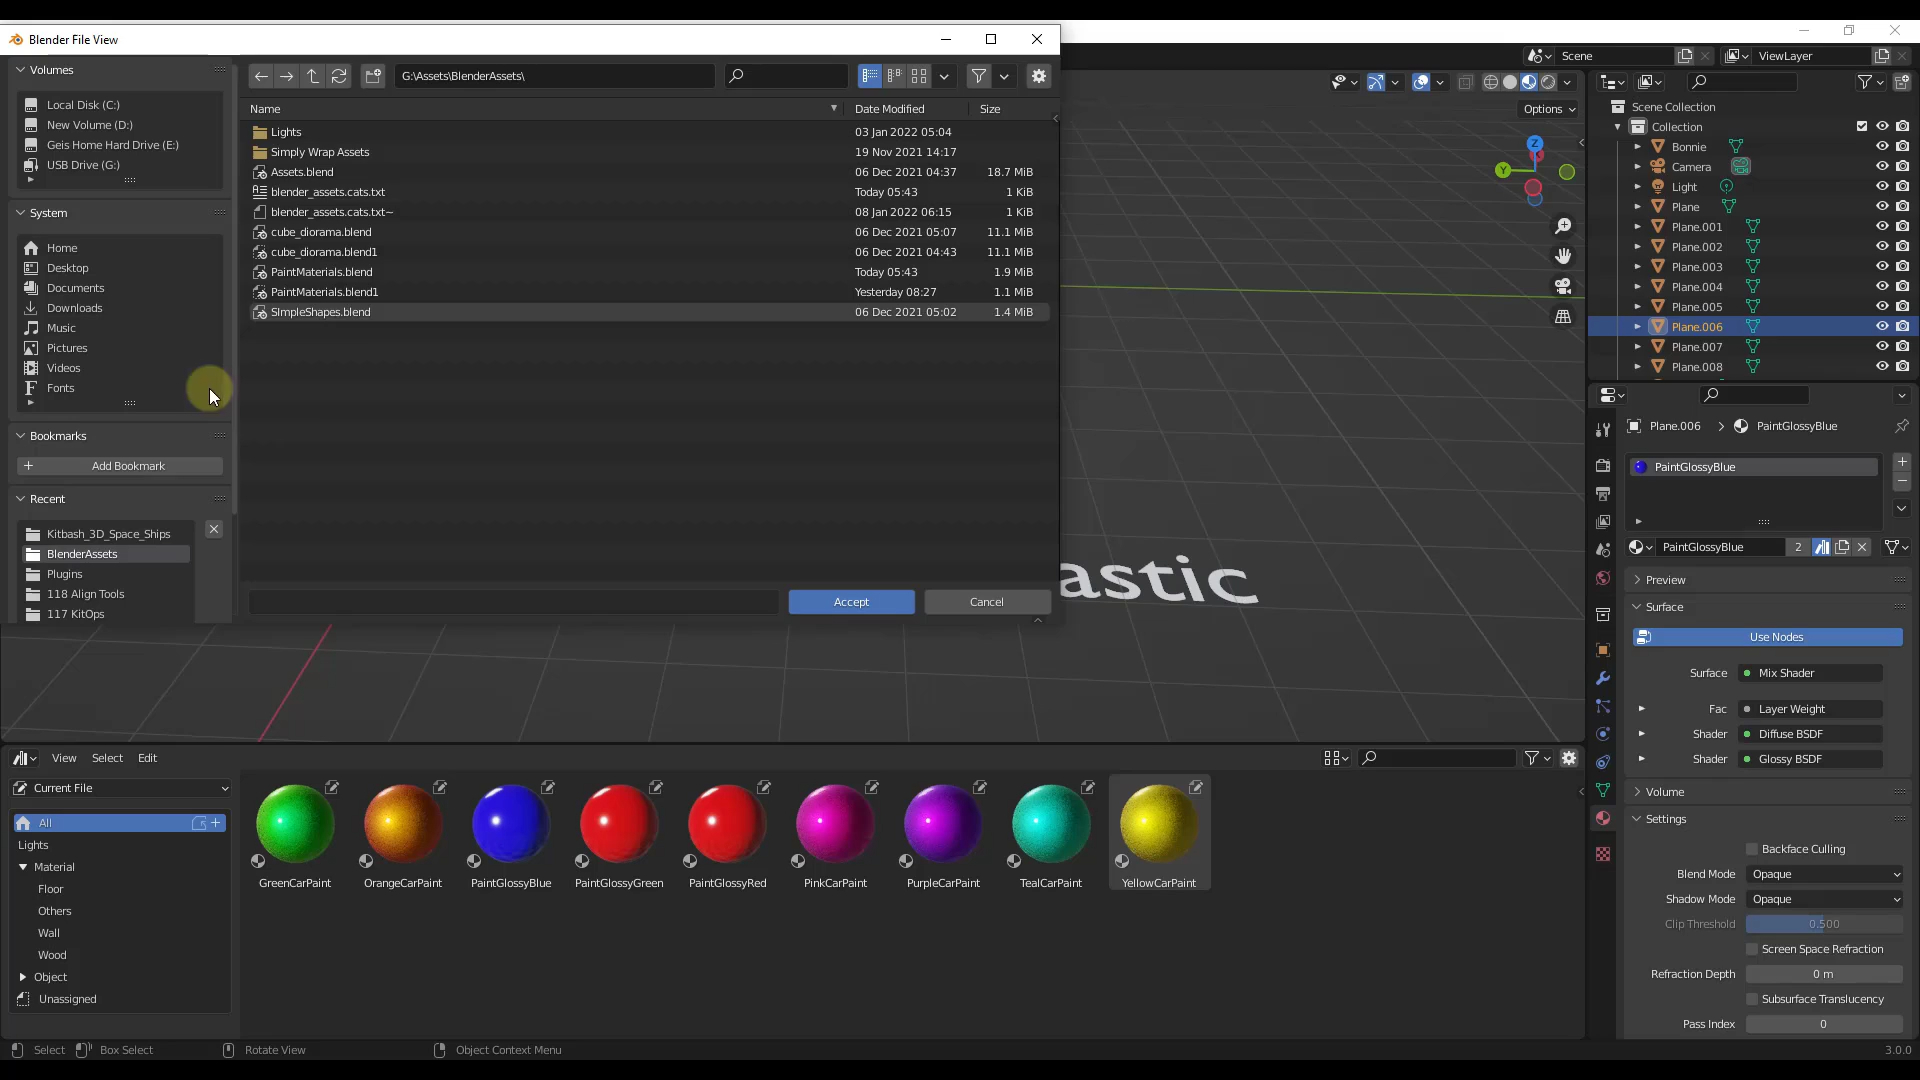 Blender File View
Volumes
Local Disk (C:)
New Volume (D:)
Geis Home Hard Drive (E:)
USB Drive (G:)
System
Home
Desktop
Documents
Downloads
Music
Pictures
Videos
Fonts
Bookmarks
Add Bookmark
Recent
Kitbash_3D_Space_Ships
BlenderAssets
Plugins
118 Align Tools
117 KitOps
G:\Assets\BlenderAssets\
Name Date Modified Size
Lights 03 Jan 2022 05:04
Simply Wrap Assets 19 Nov 2021 14:17
Assets.blend 06 Dec 2021 04:37 18.7 MiB
blender_assets.cats.txt Today 05:43 1 KiB
blender_assets.cats.txt~ 08 Jan 2022 06:15 1 KiB
cube_diorama.blend 06 Dec 2021 05:07 11.1 MiB
cube_diorama.blend1 06 Dec 2021 04:43 11.1 MiB
PaintMaterials.blend Today 05:43 1.9 MiB
PaintMaterials.blend1 Yesterday 08:27 1.1 MiB
SImpleShapes.blend 06 Dec 2021 05:02 1.4 MiB
Accept Cancel
Options
Z
Y
astic
Scene ViewLayer
Scene Collection
Collection
Bonnie
Camera
Light
Plane
Plane.001
Plane.002
Plane.003
Plane.004
Plane.005
Plane.006
Plane.007
Plane.008
Plane.006 PaintGlossyBlue
PaintGlossyBlue
PaintGlossyBlue 2
Preview
Surface
Use Nodes
Surface Mix Shader
Fac Layer Weight
Shader Diffuse BSDF
Shader Glossy BSDF
Volume
Settings
Backface Culling
Blend Mode Opaque
Shadow Mode Opaque
Clip Threshold 0.500
Screen Space Refraction
Refraction Depth 0 m
Subsurface Translucency
Pass Index 0
View Select Edit
Current File
All
Lights
Material
Floor
Others
Wall
Wood
Object
Unassigned
GreenCarPaint OrangeCarPaint PaintGlossyBlue PaintGlossyGreen PaintGlossyRed PinkCarPaint PurpleCarPaint TealCarPaint YellowCarPaint
Select Box Select Rotate View Object Context Menu 3.0.0